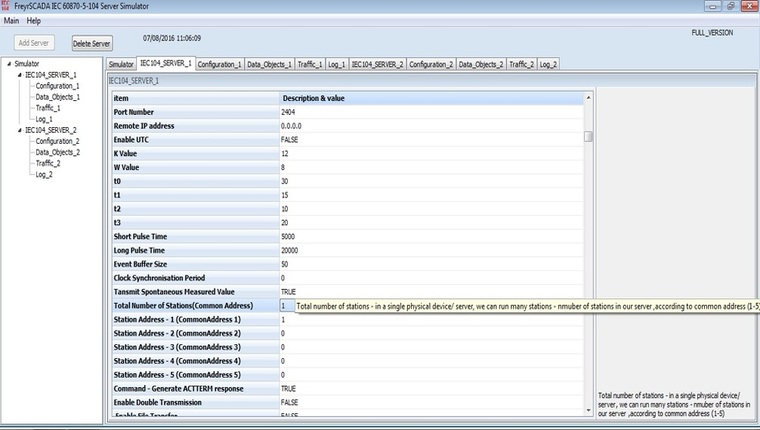 FreyrSCADA IEC 60870-5-104 Server Simulator
Main Help
FULL_VERSION
Add Server Delete Server 07/08/2016 11:06:09
Simulator
IEC104_SERVER_1
Configuration_1
Data_Objects_1
Traffic_1
Log_1
IEC104_SERVER_2
Configuration_2
Data_Objects_2
Traffic_2
Log_2
Simulator IEC104_SERVER_1 Configuration_1 Data_Objects_1 Traffic_1 Log_1 IEC104_SERVER_2 Configuration_2 Data_Objects_2 Traffic_2 Log_2
IEC104_SERVER_1
item Description & value
Port Number 2404
Remote IP address 0.0.0.0
Enable UTC FALSE
K Value 12
W Value 8
t0 30
t1 15
t2 10
t3 20
Short Pulse Time 5000
Long Pulse Time 20000
Event Buffer Size 50
Clock Synchronisation Period 0
Tansmit Spontaneous Measured Value TRUE
Total Number of Stations(Common Address) 1 Total number of stations - in a single physical device/ server, we can run many stations - nmuber of stations in our server ,according to common address (1-5)
Station Address - 1 (CommonAddress 1) 1
Station Address - 2 (CommonAddress 2) 0
Station Address - 3 (CommonAddress 3) 0
Station Address - 4 (CommonAddress 4) 0
Station Address - 5 (CommonAddress 5) 0
Command - Generate ACTTERM response TRUE
Enable Double Transmission FALSE
Enable File Transfer FALSE
Total number of stations - in a single physical device/
server, we can run many stations - nmuber of stations in
our server ,according to common address (1-5)